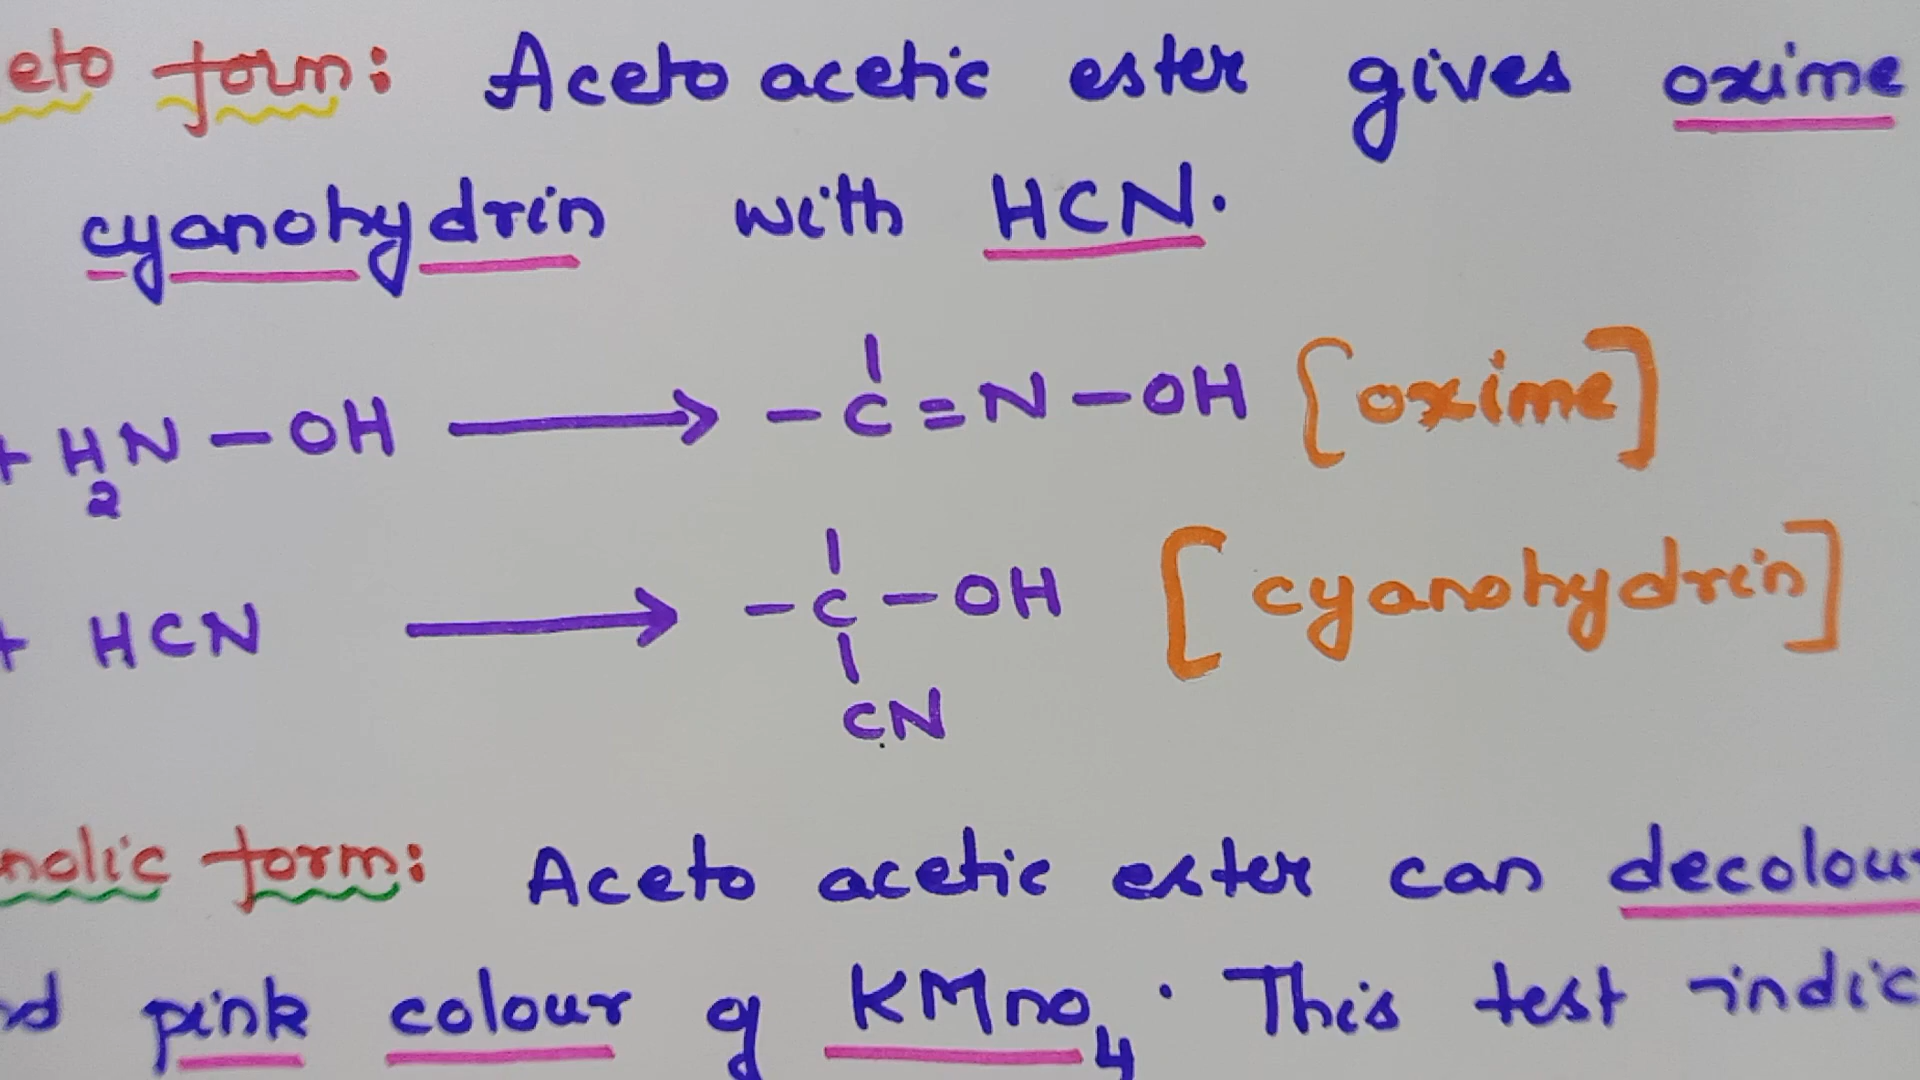 eto form: Aceto acetic ester gives oxime
cyanohydrin with HCN.
+ H2N-OH → -C=N-OH [oxime]
+ HCN → -C-OH [cyanohydrin]
CN
nolic form: Aceto acetic ester can decolour
pink colour of KMno4. This test indic